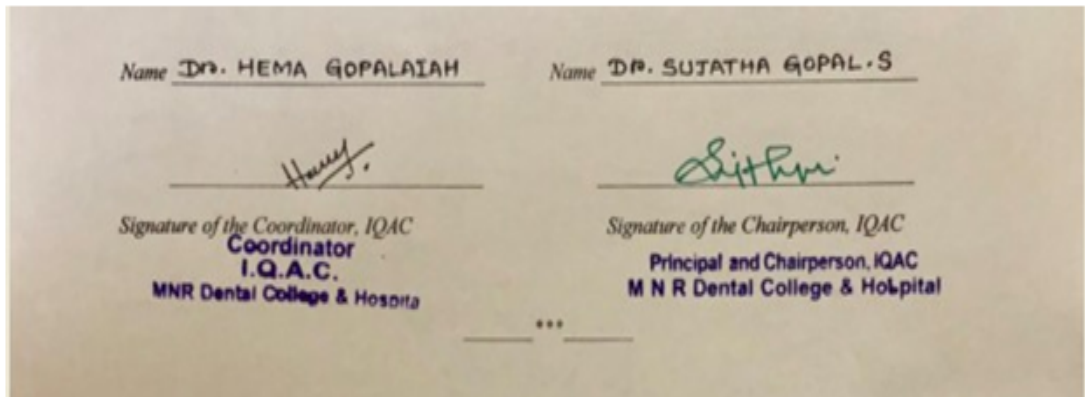 Name Dr. HEMA GOPALAIAH
Name DR. SUJATHA GOPAL.S
Signature of the Coordinator, IQAC
Coordinator
I.Q.A.C.
MNR Dental College & Hospita
Signature of the Chairperson, IQAC
Principal and Chairperson, IQAC
M N R Dental College & Hospital
***